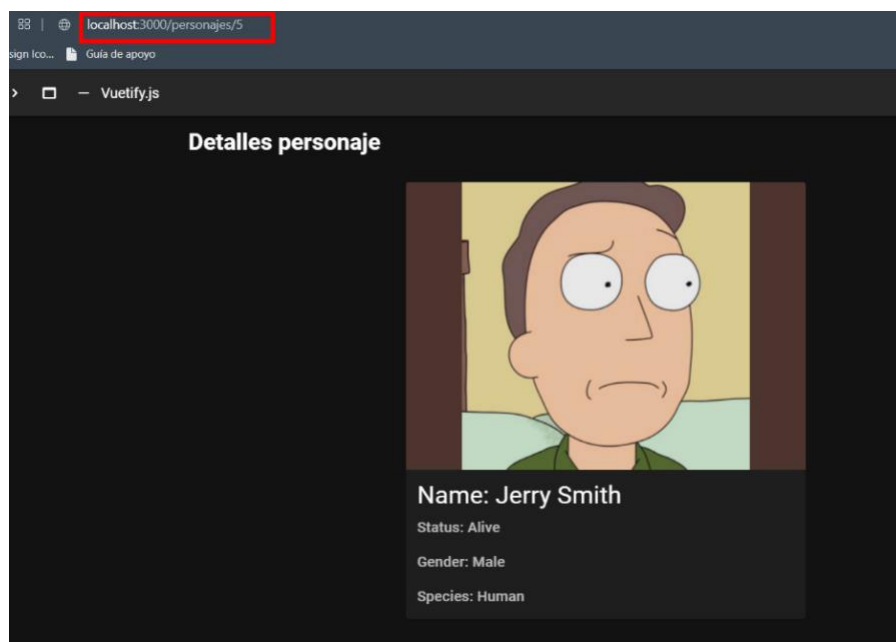 localhost:3000/personajes/5
sign Ico... Guía de apoyo
Vuetify.js
Detalles personaje
Name: Jerry Smith
Status: Alive
Gender: Male
Species: Human